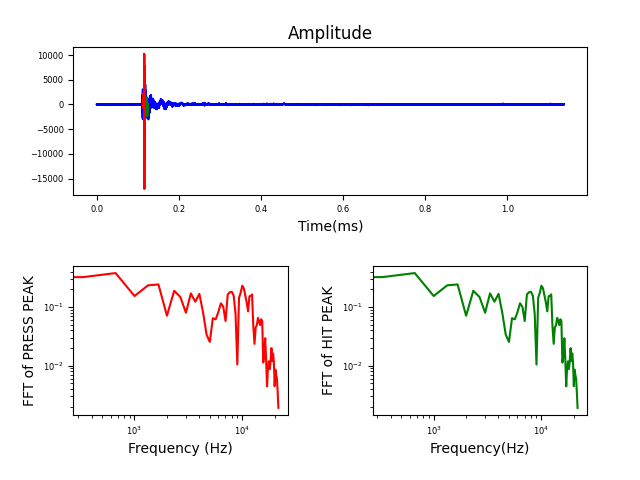 Amplitude
10000
5000
0
−5000
−10000
−15000
0.0 0.2 0.4 0.6 0.8 1.0
Time(ms)
FFT of PRESS PEAK
10⁻¹
10⁻²
10³ 10⁴
Frequency (Hz)
FFT of HIT PEAK
10⁻¹
10⁻²
10³ 10⁴
Frequency(Hz)